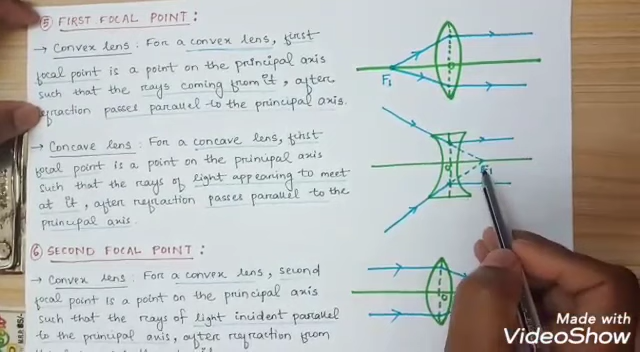 ⑤ FIRST FOCAL POINT :
→ Convex lens : For a convex lens, first
focal point is a point on the principal axis
such that the rays coming from it, after
refraction passes parallel to the principal axis.
→ Concave lens : For a concave lens, first
focal point is a point on the principal axis
such that the rays of light appearing to meet
at it, after refraction passes parallel to the
principal axis.
⑥ SECOND FOCAL POINT :
→ Convex lens : For a convex lens, second
focal point is a point on the principal axis
such that the rays of light incident parallel
to the principal axis, after refraction from
F₁
O
F₁
O
Made with
VideoShow